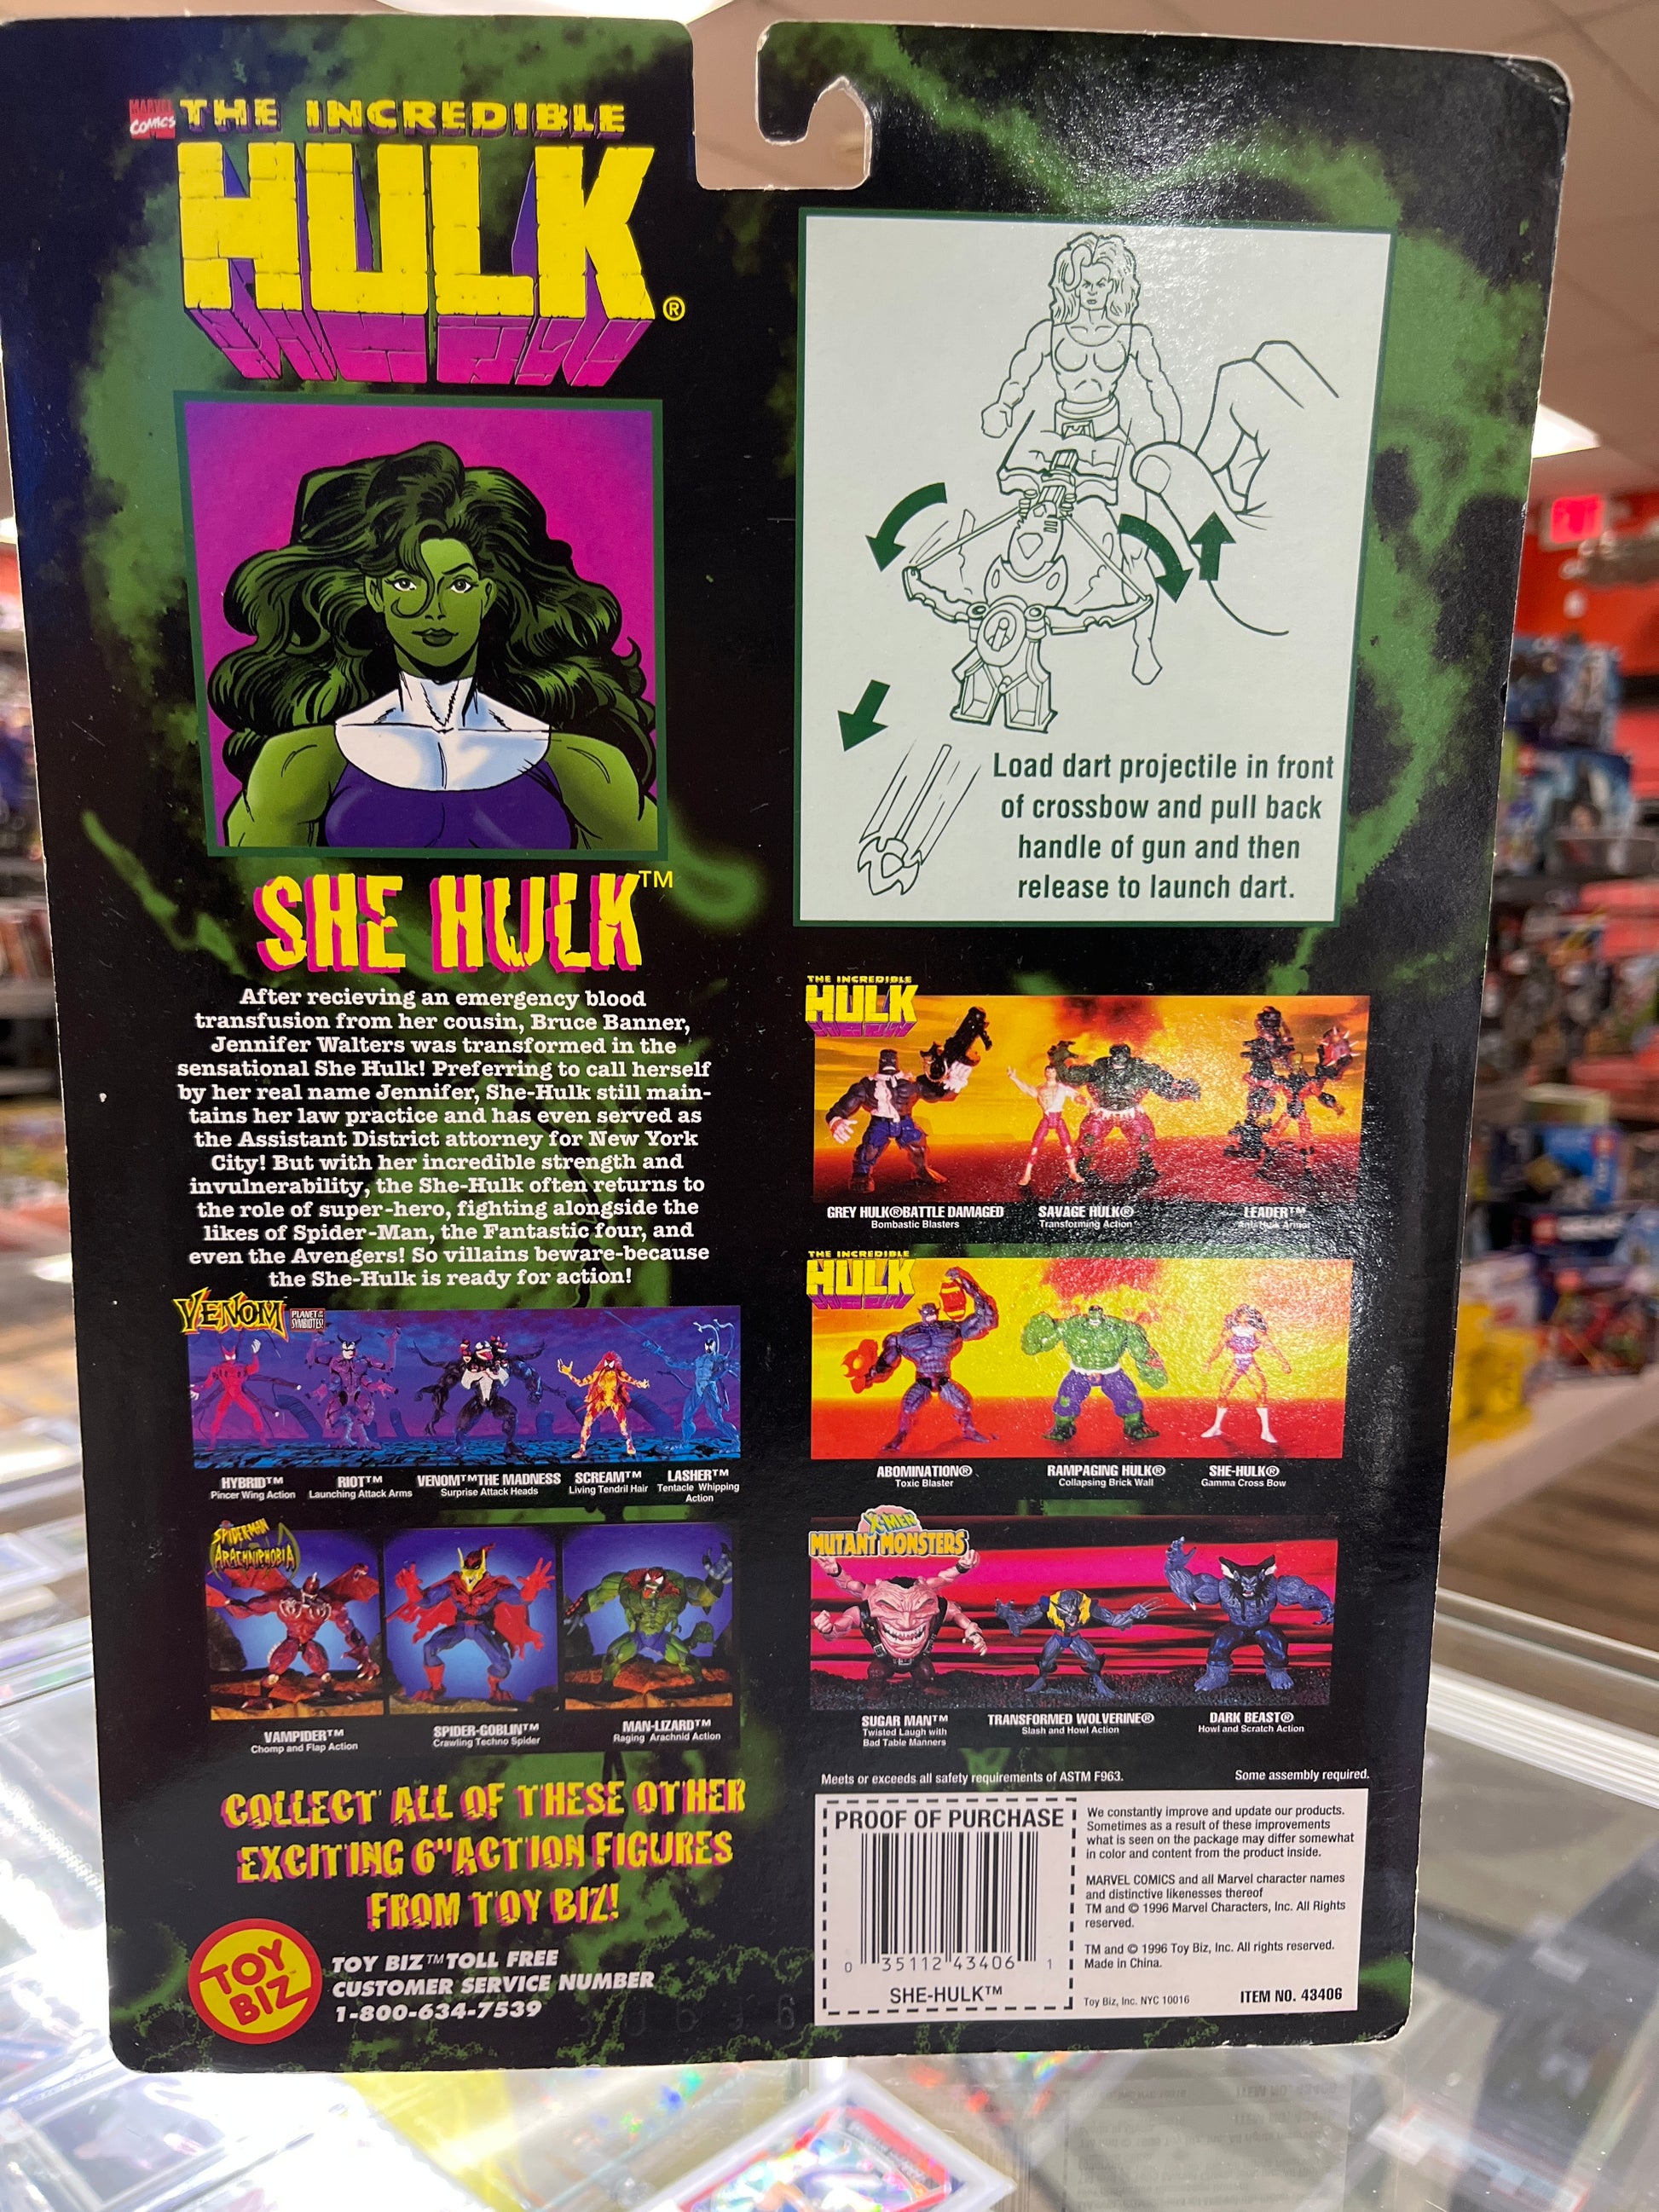 MARVEL
COMICS
THE INCREDIBLE
HULK®
SHE HULK™
After recieving an emergency blood
transfusion from her cousin, Bruce Banner,
Jennifer Walters was transformed in the
sensational She Hulk! Preferring to call herself
by her real name Jennifer, She-Hulk still main-
tains her law practice and has even served as
the Assistant District attorney for New York
City! But with her incredible strength and
invulnerability, the She-Hulk often returns to
the role of super-hero, fighting alongside the
likes of Spider-Man, the Fantastic four, and
even the Avengers! So villains beware-because
the She-Hulk is ready for action!
Load dart projectile in front
of crossbow and pull back
handle of gun and then
release to launch dart.
THE INCREDIBLE
HULK
GREY HULK®BATTLE DAMAGED
Bombastic Blasters
SAVAGE HULK®
Transforming Action
LEADER™
Anti Hulk Armor
THE INCREDIBLE
HULK
ABOMINATION®
Toxic Blaster
RAMPAGING HULK®
Collapsing Brick Wall
SHE-HULK®
Gamma Cross Bow
VENOM
PLANET OF THE
SYMBIOTES!
HYBRID™
Pincer Wing Action
RIOT™
Launching Attack Arms
VENOM™THE MADNESS
Surprise Attack Heads
SCREAM™
Living Tendril Hair
LASHER™
Tentacle Whipping
Action
SPIDER-MAN
ARACHNIPHOBIA
VAMPIDER™
Chomp and Flap Action
SPIDER-GOBLIN™
Crawling Techno Spider
MAN-LIZARD™
Raging Arachnid Action
X-MEN
MUTANT MONSTERS
SUGAR MAN™
Twisted Laugh with
Bad Table Manners
TRANSFORMED WOLVERINE®
Slash and Howl Action
DARK BEAST®
Howl and Scratch Action
COLLECT ALL OF THESE OTHER
EXCITING 6" ACTION FIGURES
FROM TOY BIZ!
TOY
BIZ
TOY BIZ™TOLL FREE
CUSTOMER SERVICE NUMBER
1-800-634-7539
Meets or exceeds all safety requirements of ASTM F963.
Some assembly required.
PROOF OF PURCHASE
0 35112 43406 1
SHE-HULK™
We constantly improve and update our products.
Sometimes as a result of these improvements
what is seen on the package may differ somewhat
in color and content from the product inside.
MARVEL COMICS and all Marvel character names
and distinctive likenesses thereof
TM and © 1996 Marvel Characters, Inc. All Rights
reserved.
TM and © 1996 Toy Biz, Inc. All rights reserved.
Made in China.
Toy Biz, Inc. NYC 10016
ITEM NO. 43406